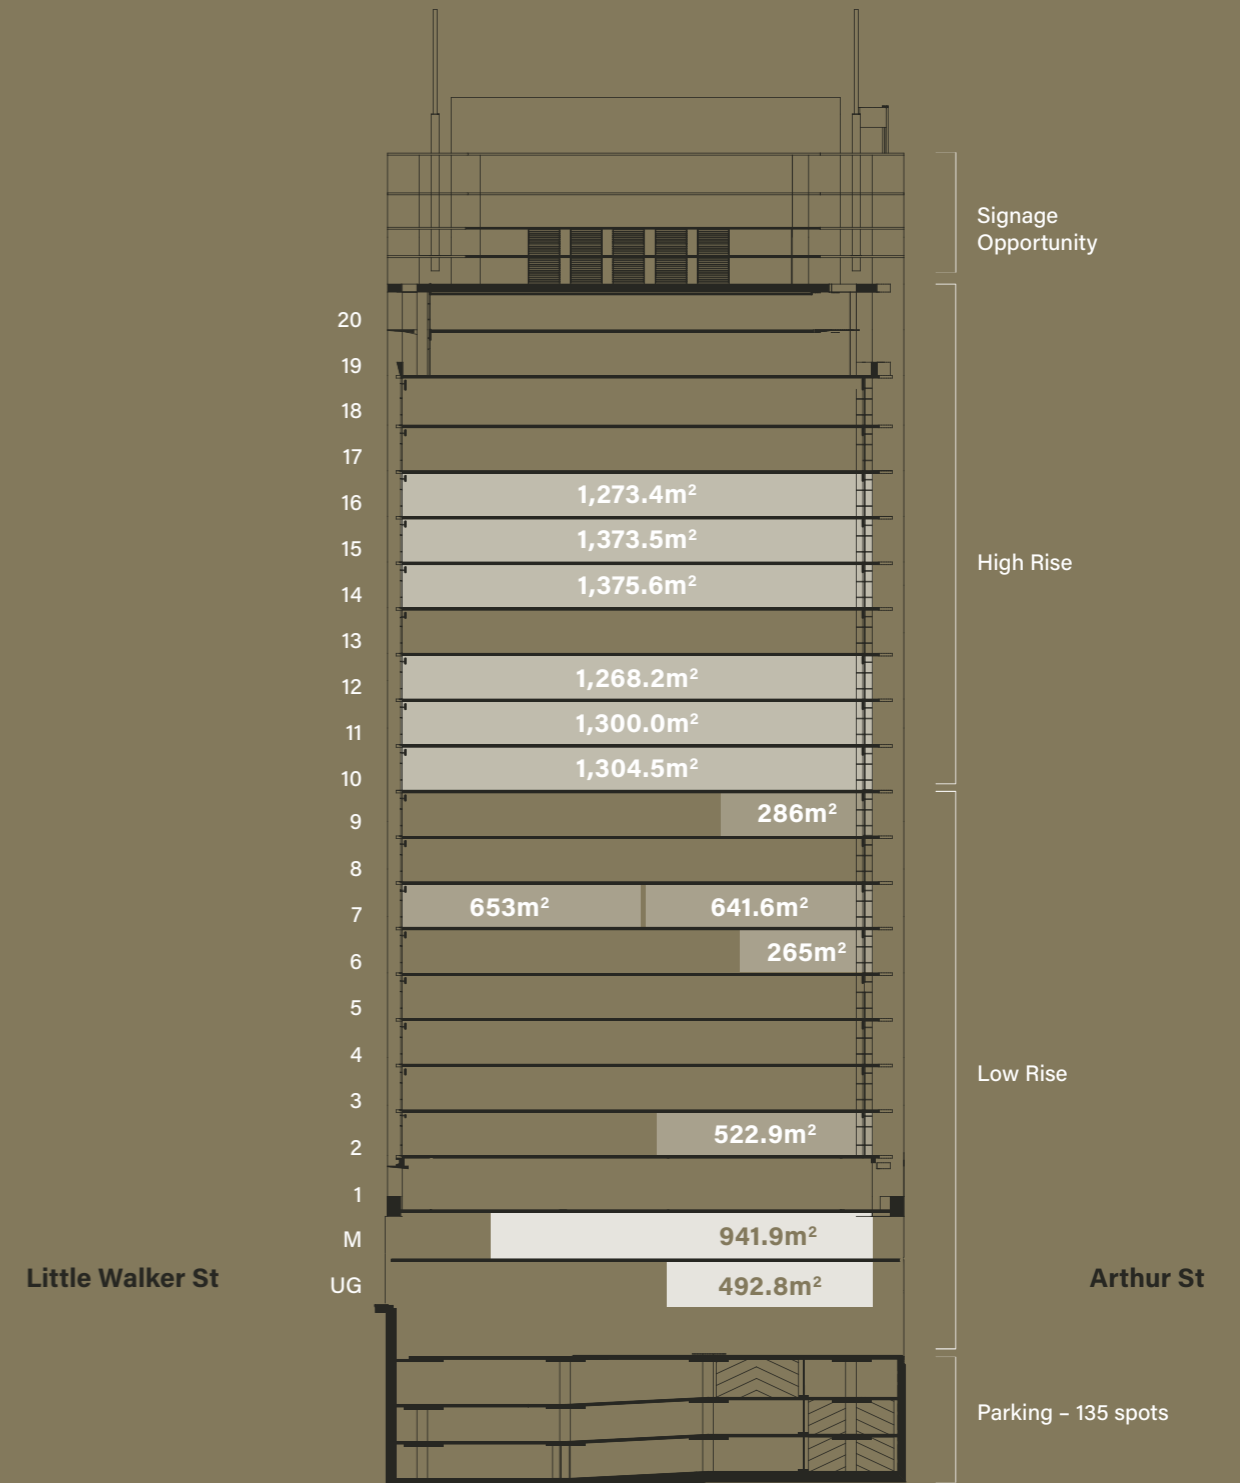 Signage
Opportunity
20
19
18
17
16 1,273.4m²
15 1,373.5m²
High Rise
14 1,375.6m²
13
12 1,268.2m²
11 1,300.0m²
10 1,304.5m²
9 286m²
8
7 653m² 641.6m²
6 265m²
5
4
Low Rise
3
2 522.9m²
1
M 941.9m²
Little Walker St
UG 492.8m²
Arthur St
Parking – 135 spots